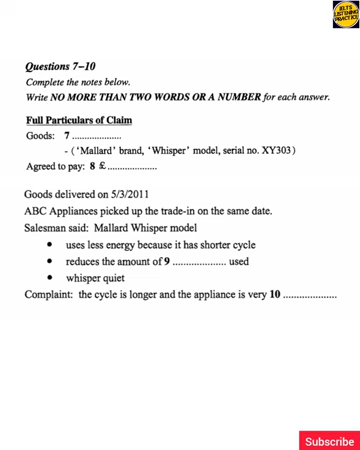 IELTS
LISTENING
PRACTICE
Questions 7–10
Complete the notes below.
Write NO MORE THAN TWO WORDS OR A NUMBER for each answer.
Full Particulars of Claim
Goods: 7 ....................
- ( 'Mallard' brand, 'Whisper' model, serial no. XY303 )
Agreed to pay: 8 £ ....................
Goods delivered on 5/3/2011
ABC Appliances picked up the trade-in on the same date.
Salesman said: Mallard Whisper model
• uses less energy because it has shorter cycle
• reduces the amount of 9 .................... used
• whisper quiet
Complaint: the cycle is longer and the appliance is very 10 ....................
Subscribe